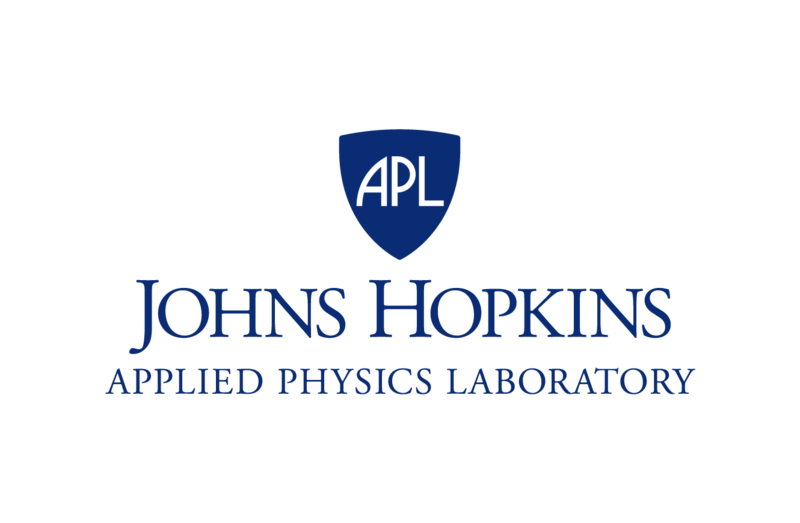 APL
JOHNS HOPKINS
APPLIED PHYSICS LABORATORY